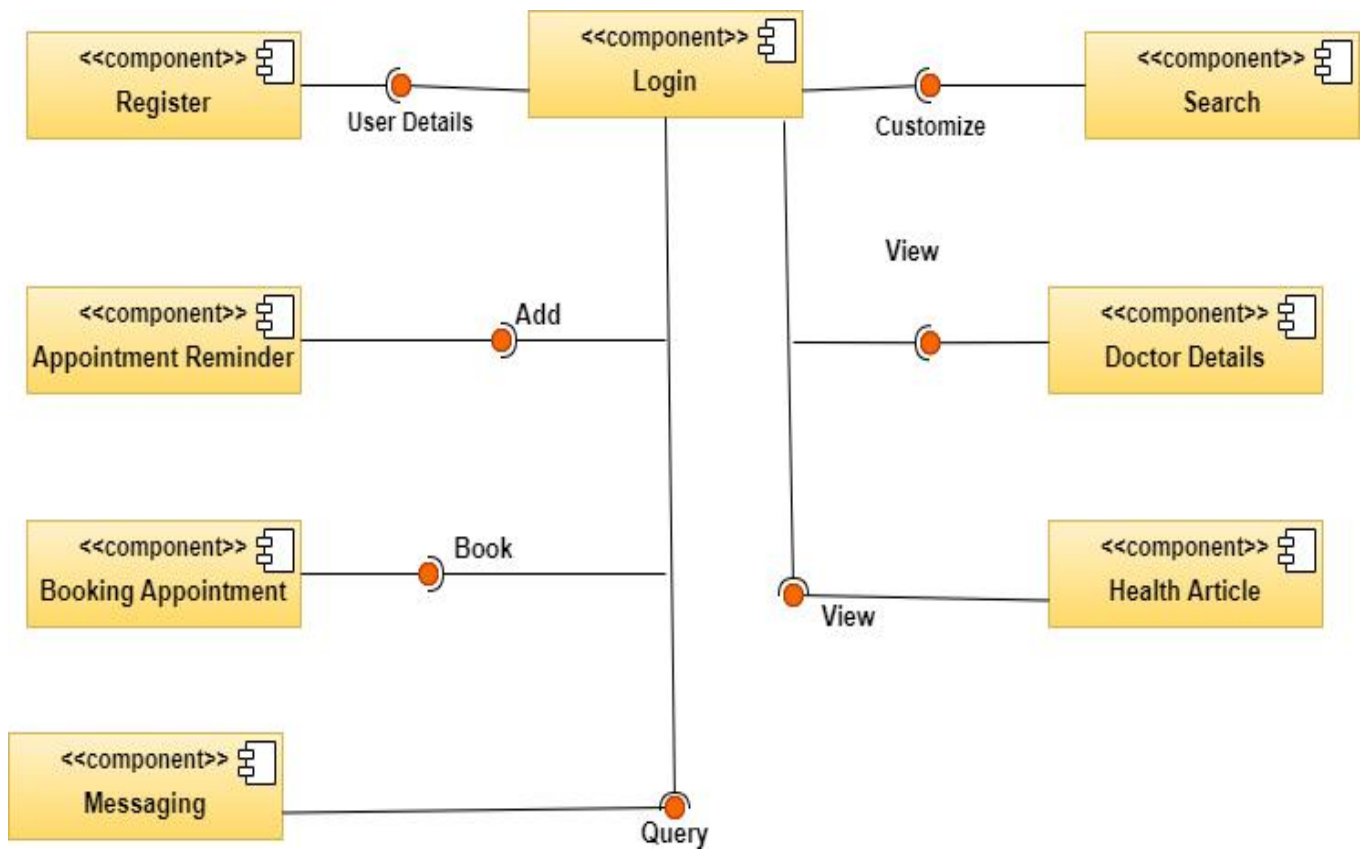 <<component>>
Register
User Details
<<component>>
Login
Customize
<<component>>
Search
View
<<component>>
Appointment Reminder
Add
<<component>>
Doctor Details
<<component>>
Booking Appointment
Book
<<component>>
Health Article
View
<<component>>
Messaging
Query